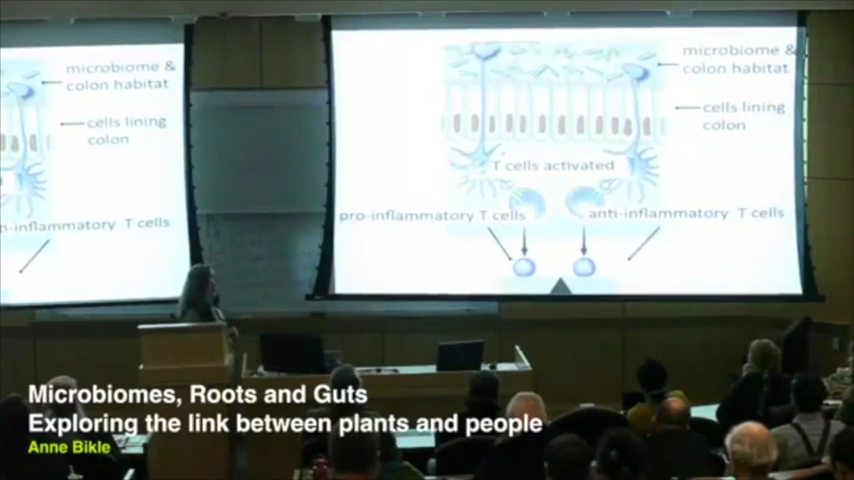 microbiome &
colon habitat
cells lining
colon
n-inflammatory T cells
microbiome &
colon habitat
cells lining
colon
T cells activated
pro-inflammatory T cells
anti-inflammatory T cells
Microbiomes, Roots and Guts
Exploring the link between plants and people
Anne Bikle